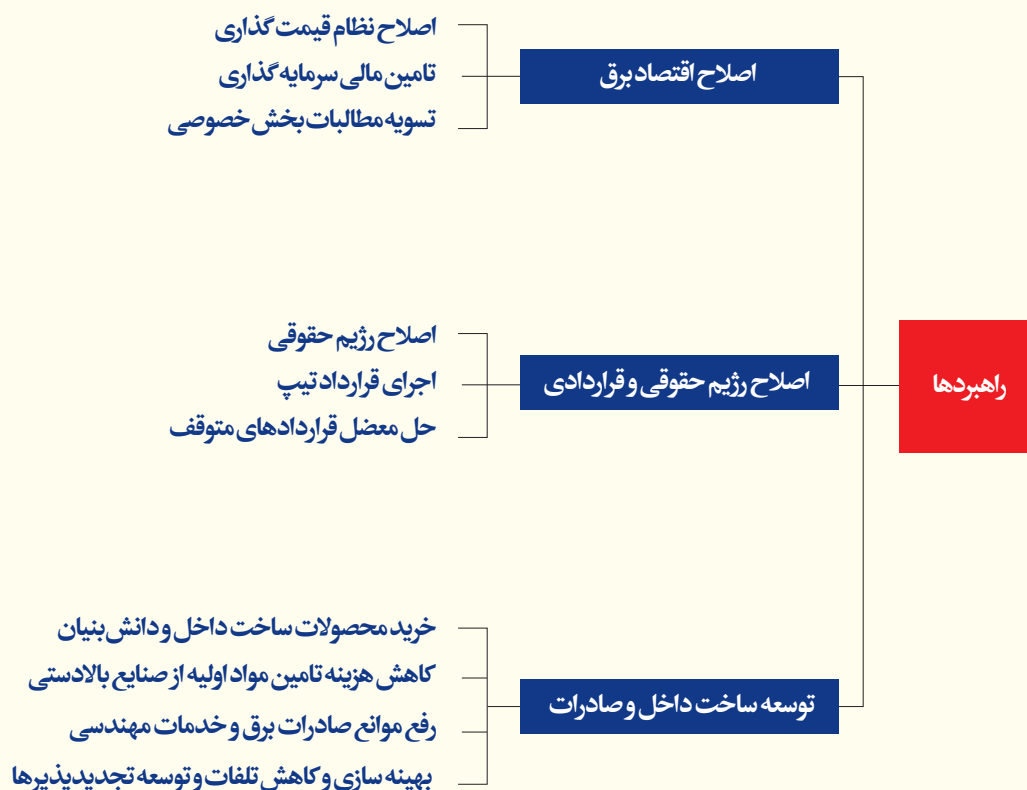 راهبردها
اصلاح اقتصاد برق
اصلاح نظام قیمت گذاری
تامین مالی سرمایه گذاری
تسویه مطالبات بخش خصوصی
اصلاح رژیم حقوقی و قراردادی
اصلاح رژیم حقوقی
اجرای قرارداد تیپ
حل معضل قراردادهای متوقف
توسعه ساخت داخل و صادرات
خرید محصولات ساخت داخل و دانش بنیان
کاهش هزینه تامین مواد اولیه از صنایع بالادستی
رفع موانع صادرات برق و خدمات مهندسی
بهینه سازی و کاهش تلفات و توسعه تجدیدپذیرها